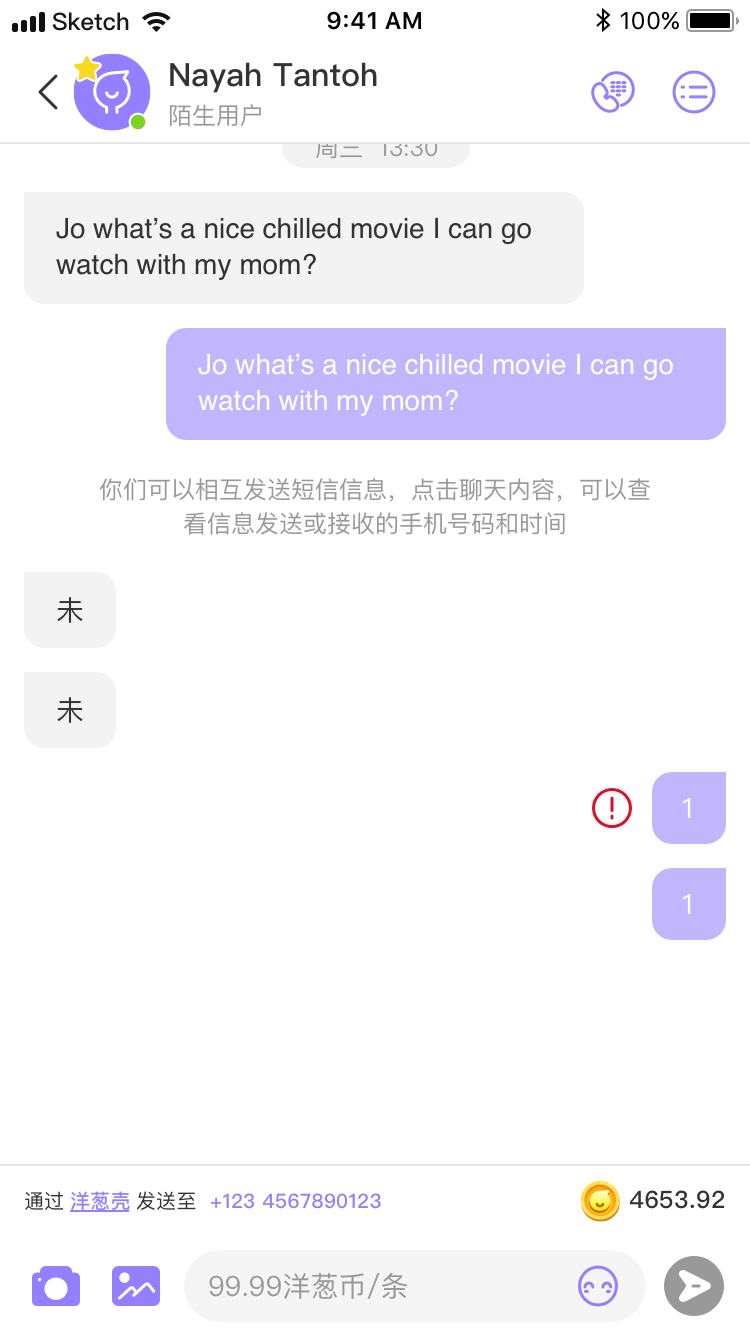 Sketch 9:41 AM 100%
Nayah Tantoh
陌生用户
周三 13:30
Jo what’s a nice chilled movie I can go
watch with my mom?
Jo what’s a nice chilled movie I can go
watch with my mom?
你们可以相互发送短信信息，点击聊天内容，可以查
看信息发送或接收的手机号码和时间
未
未
1
1
通过 洋葱壳 发送至 +123 4567890123 4653.92
99.99洋葱币/条